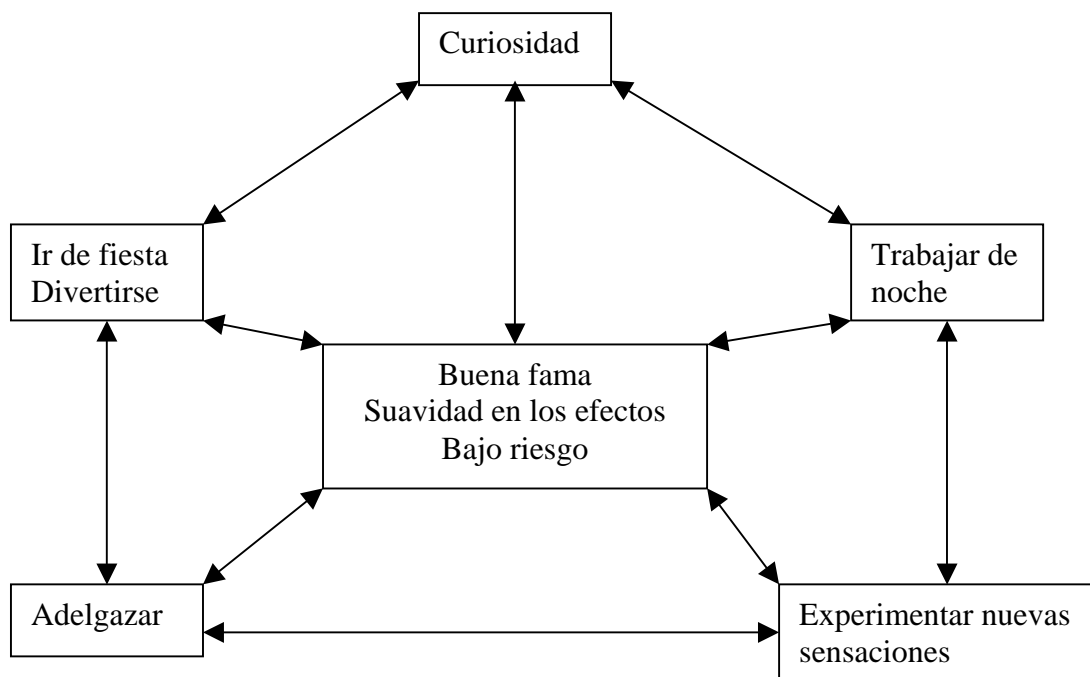 Curiosidad
Ir de fiesta
Divertirse
Trabajar de
noche
Buena fama
Suavidad en los efectos
Bajo riesgo
Adelgazar
Experimentar nuevas
sensaciones